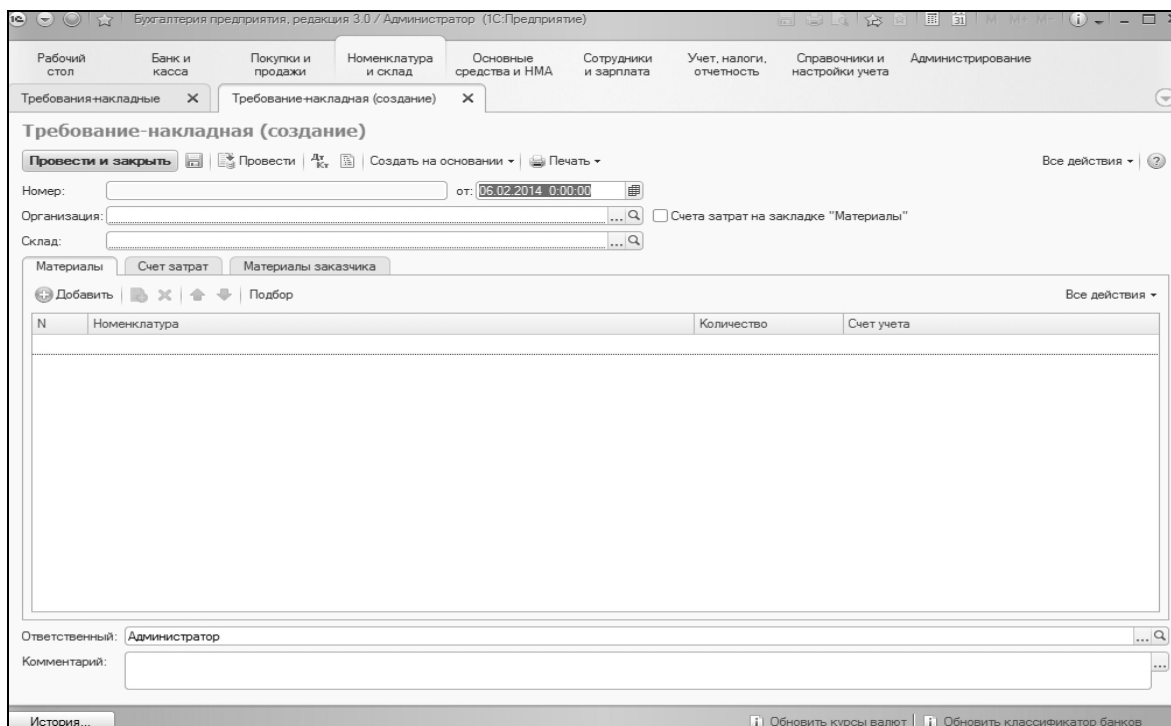 Бухгалтерия предприятия, редакция 3.0 / Администратор (1С:Предприятие)
M M+ M-
Рабочий стол
Банк и касса
Покупки и продажи
Номенклатура и склад
Основные средства и НМА
Сотрудники и зарплата
Учет, налоги, отчетность
Справочники и настройки учета
Администрирование
Требования-накладные
Требование-накладная (создание)
Требование-накладная (создание)
Провести и закрыть Провести Дт Кт Создать на основании Печать Все действия ?
Номер: от: 06.02.2014 0:00:00
Организация: ... Счета затрат на закладке "Материалы"
Склад: ...
Материалы Счет затрат Материалы заказчика
Добавить Подбор Все действия
N Номенклатура Количество Счет учета
Ответственный: Администратор ...
Комментарий: ...
История... Обновить курсы валют Обновить классификатор банков